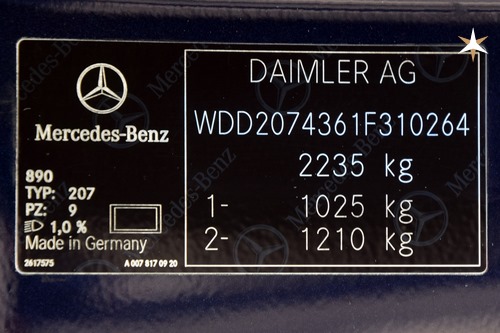 Mercedes-Benz
890
TYP: 207
PZ: 9
1,0 %
Made in Germany
2617575 A 007 817 09 20
DAIMLER AG
WDD2074361F310264
2235 kg
1- 1025 kg
2- 1210 kg